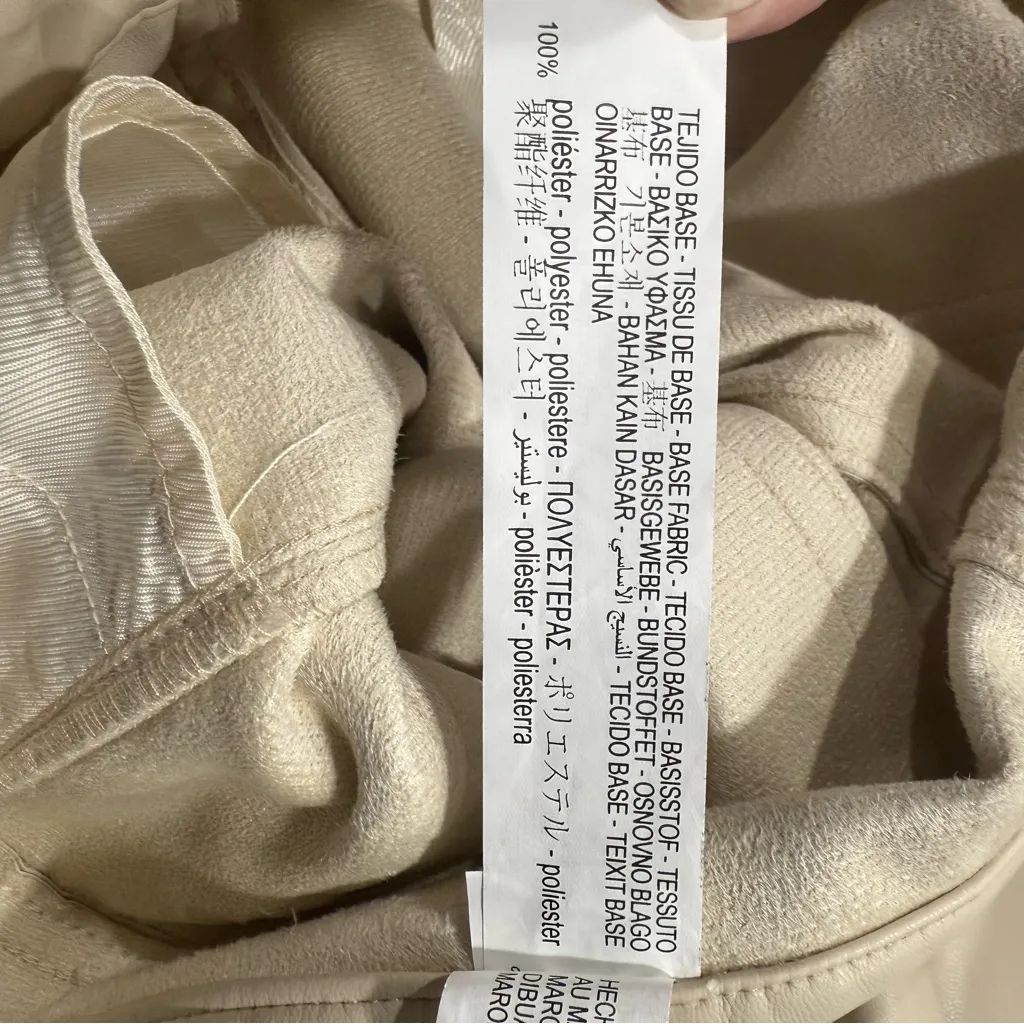 TEJIDO BASE - TISSU DE BASE - BASE FABRIC - TECIDO BASE - BASISSTOF - TESSUTO
BASE - ΒΑΣΙΚΟ ΥΦΑΣΜΑ - 基布 BASISGEWEBE - BUNDSTOFFET - OSNOVNO BLAGO
基布 기본소재 - BAHAN KAIN DASAR - النسيج الأساسي - TECIDO BASE - TEIXIT BASE
OINARRIZKO EHUNA
100% poliéster - polyester - poliestere - ΠΟΛΥΕΣΤΕΡΑΣ - ポリエステル - poliester
聚酯纤维 - 폴리에스터 - بوليستير - polièster - poliesterra